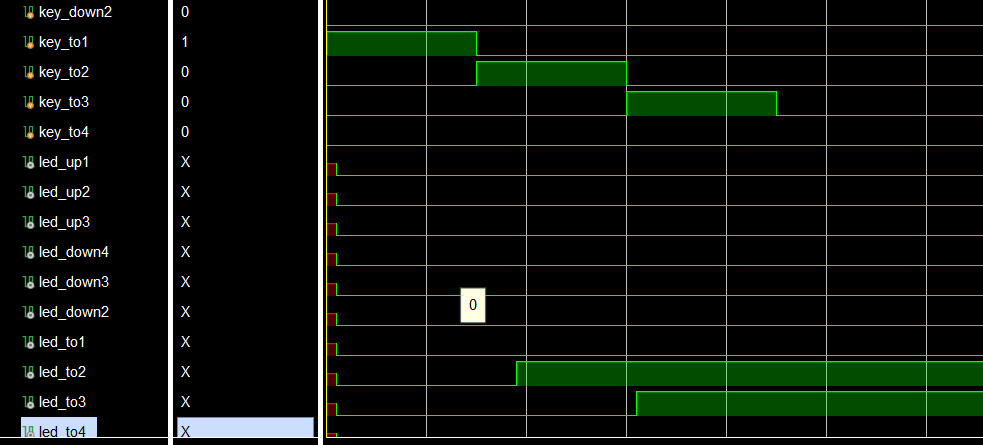 key_down2 0
key_to1 1
key_to2 0
key_to3 0
key_to4 0
led_up1 X
led_up2 X
led_up3 X
led_down4 X
led_down3 X
0
led_down2 X
led_to1 X
led_to2 X
led_to3 X
led_to4 X